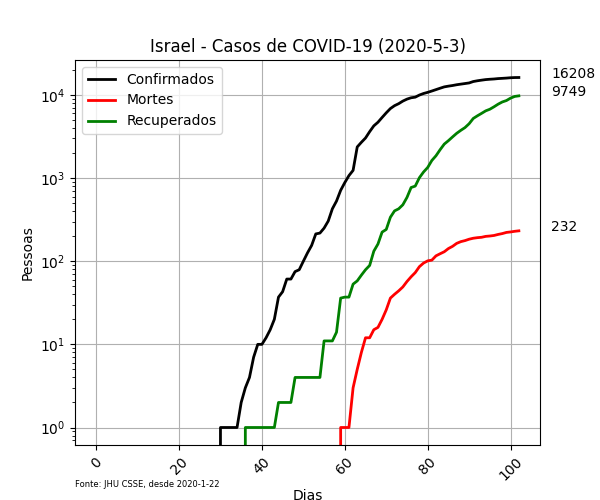 Israel - Casos de COVID-19 (2020-5-3)
Confirmados
Mortes
Recuperados
16208
9749
232
10⁴
10³
10²
10¹
10⁰
Pessoas
0 20 40 60 80 100
Fonte: JHU CSSE, desde 2020-1-22
Dias